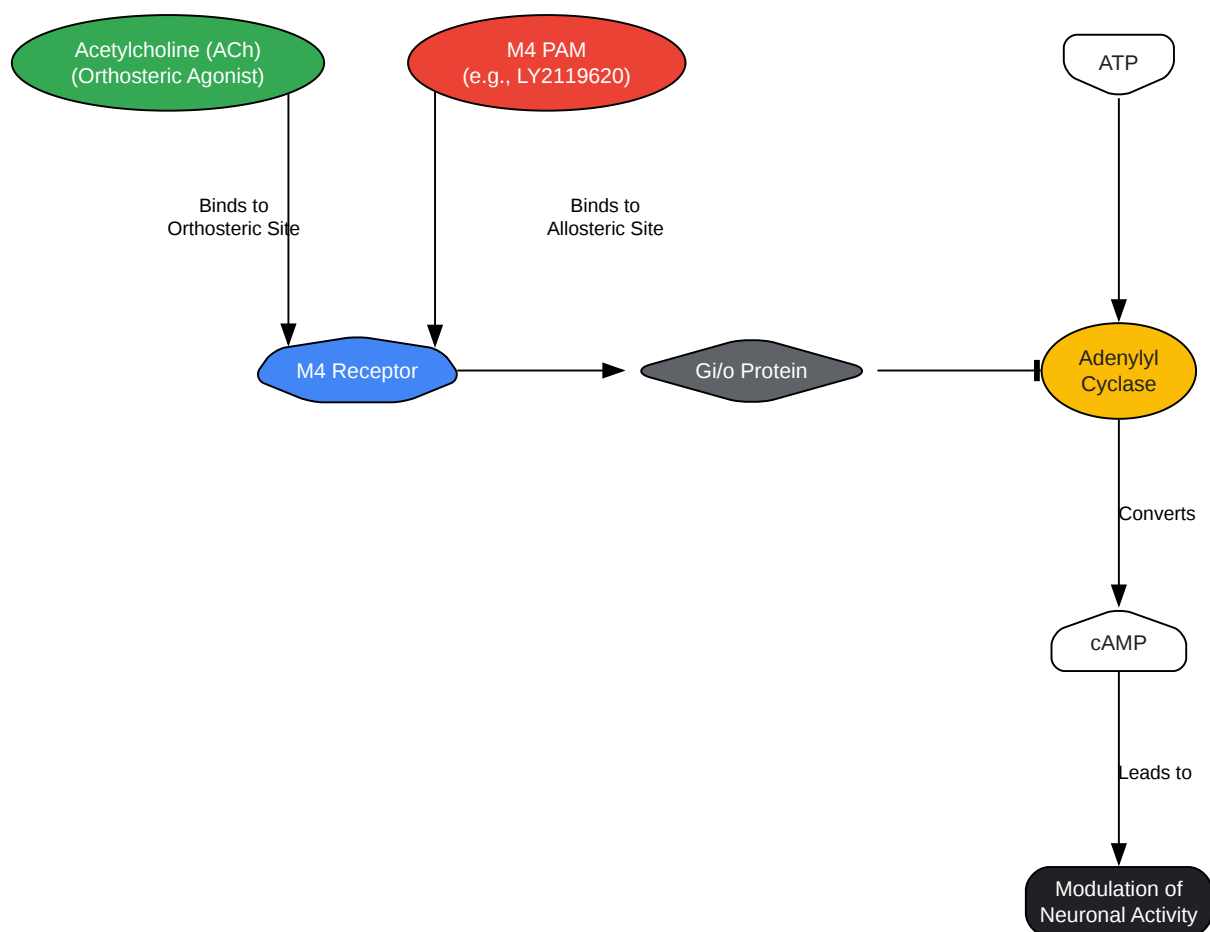 Acetylcholine (ACh)
(Orthosteric Agonist)
M4 PAM
(e.g., LY2119620)
ATP
Binds to
Orthosteric Site
Binds to
Allosteric Site
M4 Receptor
Gi/o Protein
Adenylyl
Cyclase
Converts
cAMP
Leads to
Modulation of
Neuronal Activity